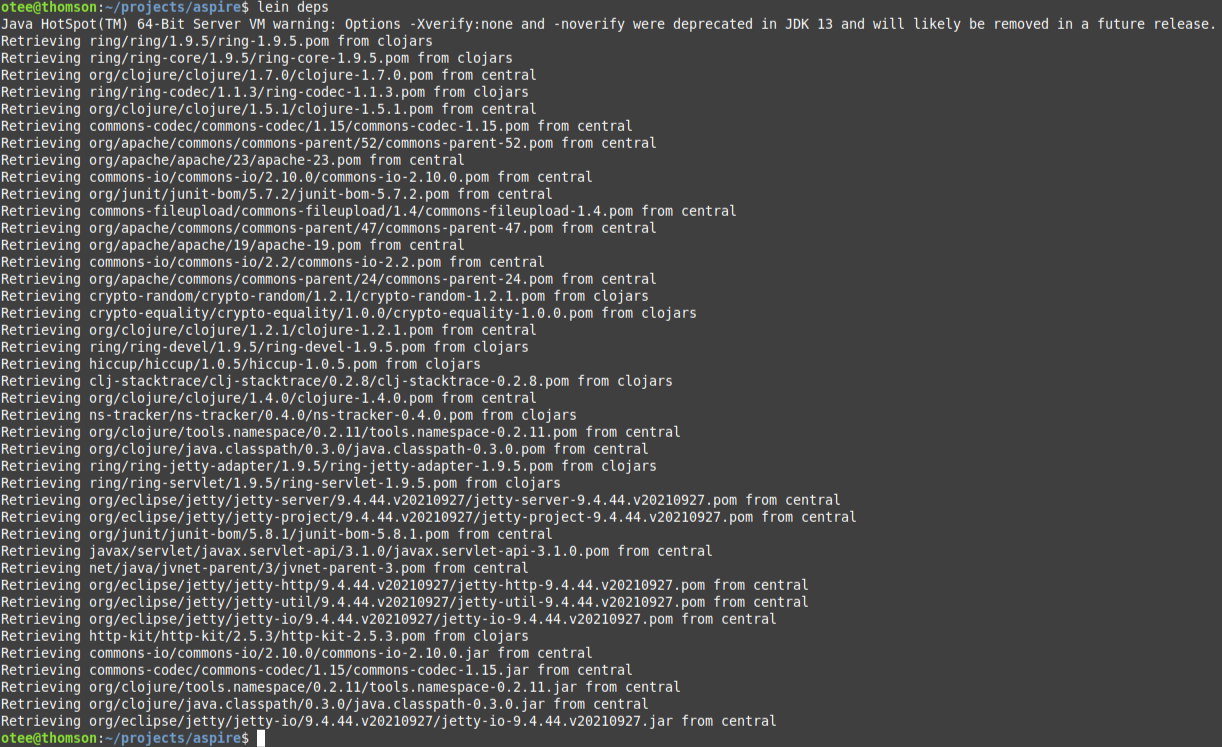 otee@thomson:~/projects/aspire$ lein deps
Java HotSpot(TM) 64-Bit Server VM warning: Options -Xverify:none and -noverify were deprecated in JDK 13 and will likely be removed in a future release.
Retrieving ring/ring/1.9.5/ring-1.9.5.pom from clojars
Retrieving ring/ring-core/1.9.5/ring-core-1.9.5.pom from clojars
Retrieving org/clojure/clojure/1.7.0/clojure-1.7.0.pom from central
Retrieving ring/ring-codec/1.1.3/ring-codec-1.1.3.pom from clojars
Retrieving org/clojure/clojure/1.5.1/clojure-1.5.1.pom from central
Retrieving commons-codec/commons-codec/1.15/commons-codec-1.15.pom from central
Retrieving org/apache/commons/commons-parent/52/commons-parent-52.pom from central
Retrieving org/apache/apache/23/apache-23.pom from central
Retrieving commons-io/commons-io/2.10.0/commons-io-2.10.0.pom from central
Retrieving org/junit/junit-bom/5.7.2/junit-bom-5.7.2.pom from central
Retrieving commons-fileupload/commons-fileupload/1.4/commons-fileupload-1.4.pom from central
Retrieving org/apache/commons/commons-parent/47/commons-parent-47.pom from central
Retrieving org/apache/apache/19/apache-19.pom from central
Retrieving commons-io/commons-io/2.2/commons-io-2.2.pom from central
Retrieving org/apache/commons/commons-parent/24/commons-parent-24.pom from central
Retrieving crypto-random/crypto-random/1.2.1/crypto-random-1.2.1.pom from clojars
Retrieving crypto-equality/crypto-equality/1.0.0/crypto-equality-1.0.0.pom from clojars
Retrieving org/clojure/clojure/1.2.1/clojure-1.2.1.pom from central
Retrieving ring/ring-devel/1.9.5/ring-devel-1.9.5.pom from clojars
Retrieving hiccup/hiccup/1.0.5/hiccup-1.0.5.pom from clojars
Retrieving clj-stacktrace/clj-stacktrace/0.2.8/clj-stacktrace-0.2.8.pom from clojars
Retrieving org/clojure/clojure/1.4.0/clojure-1.4.0.pom from central
Retrieving ns-tracker/ns-tracker/0.4.0/ns-tracker-0.4.0.pom from clojars
Retrieving org/clojure/tools.namespace/0.2.11/tools.namespace-0.2.11.pom from central
Retrieving org/clojure/java.classpath/0.3.0/java.classpath-0.3.0.pom from central
Retrieving ring/ring-jetty-adapter/1.9.5/ring-jetty-adapter-1.9.5.pom from clojars
Retrieving ring/ring-servlet/1.9.5/ring-servlet-1.9.5.pom from clojars
Retrieving org/eclipse/jetty/jetty-server/9.4.44.v20210927/jetty-server-9.4.44.v20210927.pom from central
Retrieving org/eclipse/jetty/jetty-project/9.4.44.v20210927/jetty-project-9.4.44.v20210927.pom from central
Retrieving org/junit/junit-bom/5.8.1/junit-bom-5.8.1.pom from central
Retrieving javax/servlet/javax.servlet-api/3.1.0/javax.servlet-api-3.1.0.pom from central
Retrieving net/java/jvnet-parent/3/jvnet-parent-3.pom from central
Retrieving org/eclipse/jetty/jetty-http/9.4.44.v20210927/jetty-http-9.4.44.v20210927.pom from central
Retrieving org/eclipse/jetty/jetty-util/9.4.44.v20210927/jetty-util-9.4.44.v20210927.pom from central
Retrieving org/eclipse/jetty/jetty-io/9.4.44.v20210927/jetty-io-9.4.44.v20210927.pom from central
Retrieving http-kit/http-kit/2.5.3/http-kit-2.5.3.pom from clojars
Retrieving commons-io/commons-io/2.10.0/commons-io-2.10.0.jar from central
Retrieving commons-codec/commons-codec/1.15/commons-codec-1.15.jar from central
Retrieving org/clojure/tools.namespace/0.2.11/tools.namespace-0.2.11.jar from central
Retrieving org/clojure/java.classpath/0.3.0/java.classpath-0.3.0.jar from central
Retrieving org/eclipse/jetty/jetty-io/9.4.44.v20210927/jetty-io-9.4.44.v20210927.jar from central
otee@thomson:~/projects/aspire$